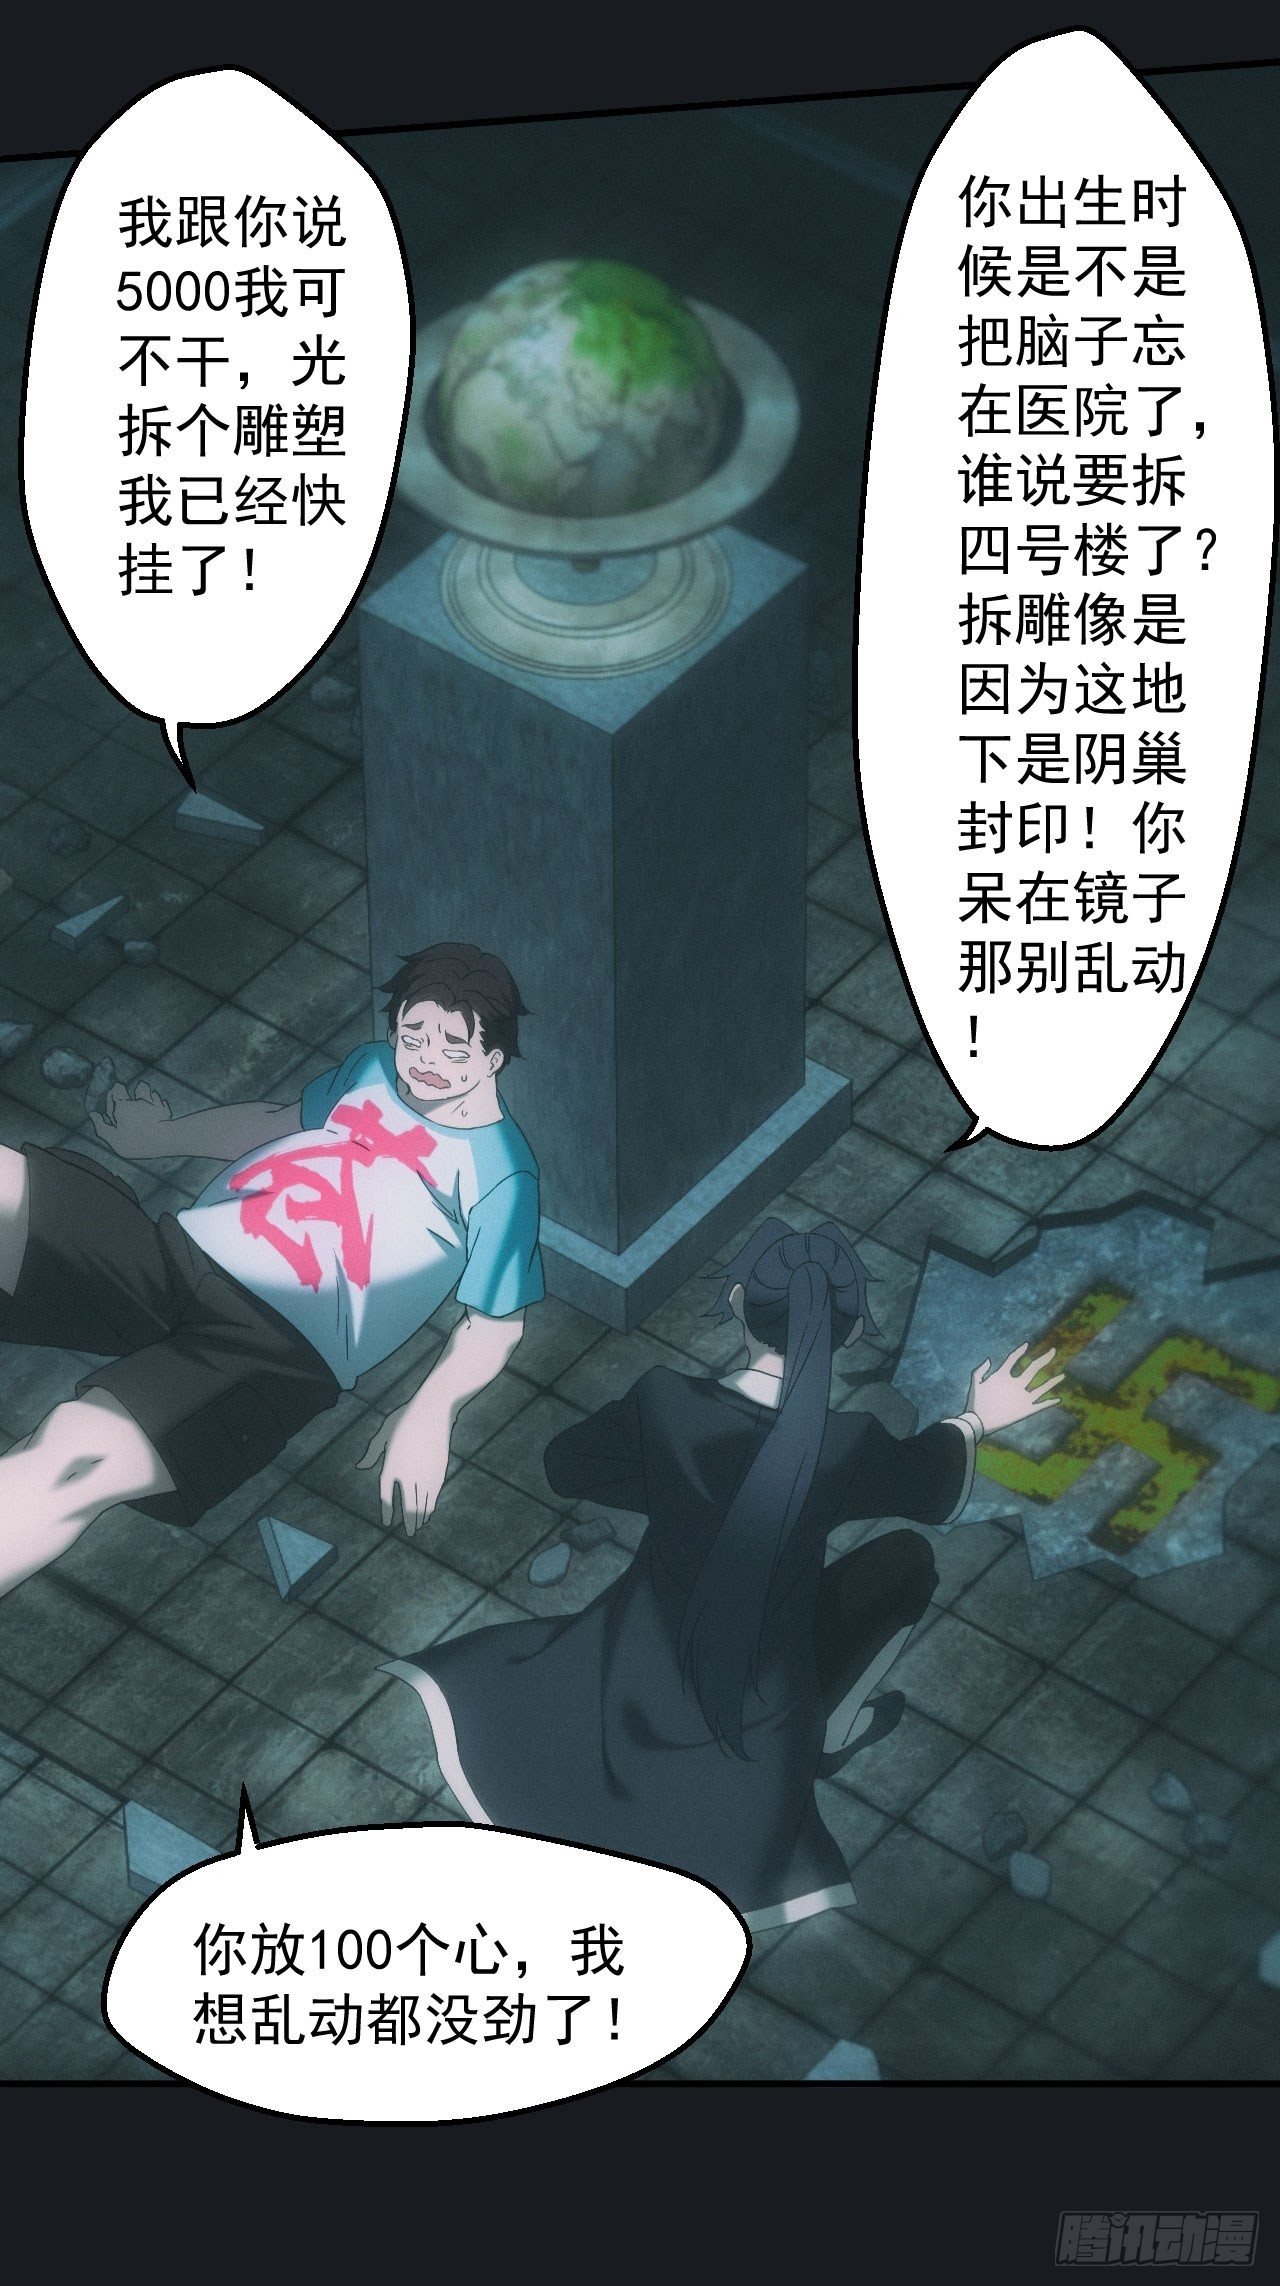 我跟你说
5000我可
不干，光
拆个雕塑
我已经快
挂了！
你出生时
候是不是
把脑子忘
在医院了，
谁说要拆
四号楼了？
拆雕像是
因为这地
下是阴巢
封印！你
呆在镜子
那别乱动
！
你放100个心，我
想乱动都没劲了！
腾讯动漫